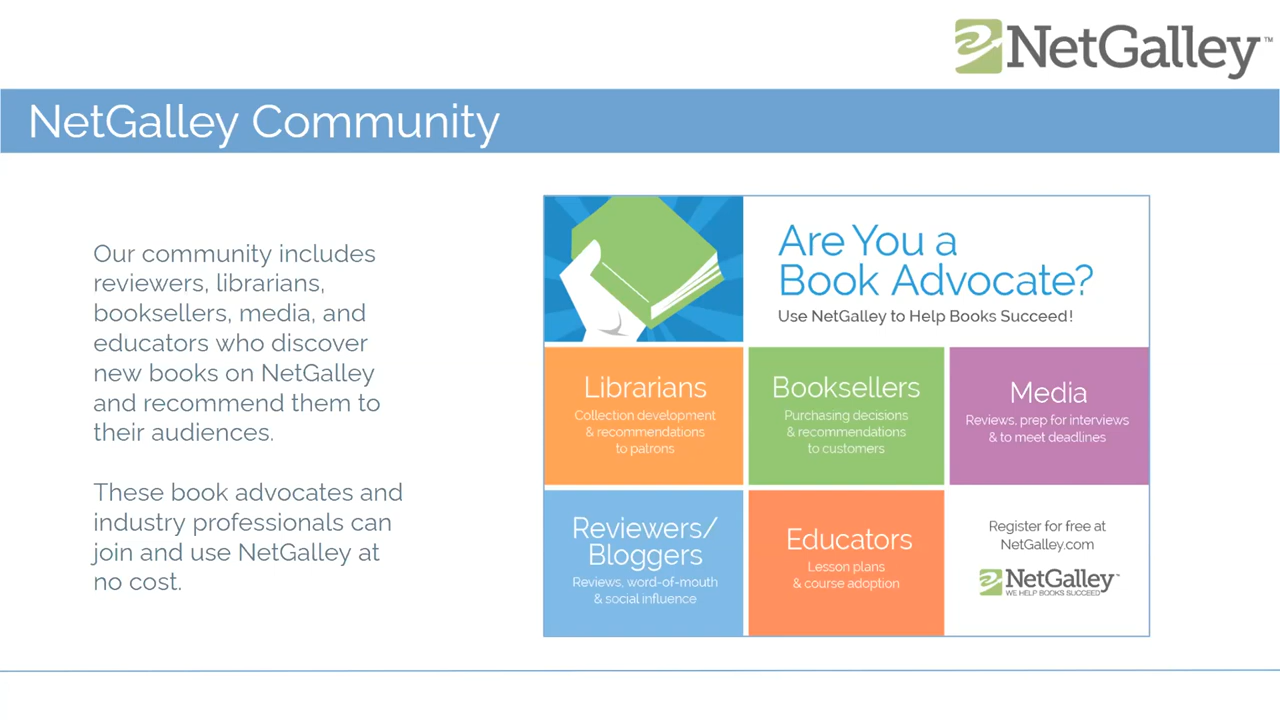 NetGalley™
NetGalley Community
Our community includes
reviewers, librarians,
booksellers, media, and
educators who discover
new books on NetGalley
and recommend them to
their audiences.
These book advocates and
industry professionals can
join and use NetGalley at
no cost.
Are You a
Book Advocate?
Use NetGalley to Help Books Succeed!
Librarians
Collection development
& recommendations
to patrons
Booksellers
Purchasing decisions
& recommendations
to customers
Media
Reviews, prep for interviews
& to meet deadlines
Reviewers/
Bloggers
Reviews, word-of-mouth
& social influence
Educators
Lesson plans
& course adoption
Register for free at
NetGalley.com
NetGalley™
WE HELP BOOKS SUCCEED